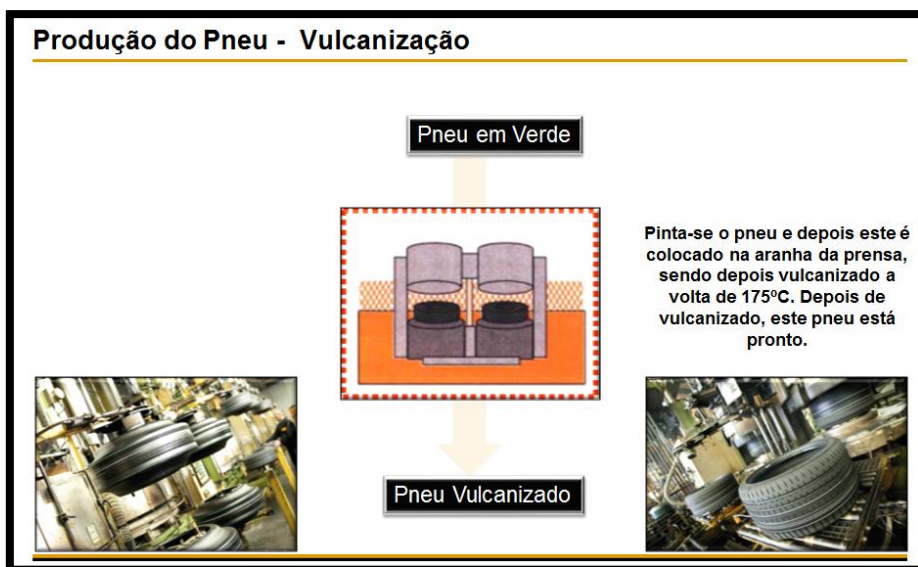 Produção do Pneu - Vulcanização
Pneu em Verde
Pinta-se o pneu e depois este é
colocado na aranha da prensa,
sendo depois vulcanizado a
volta de 175ºC. Depois de
vulcanizado, este pneu está
pronto.
Pneu Vulcanizado